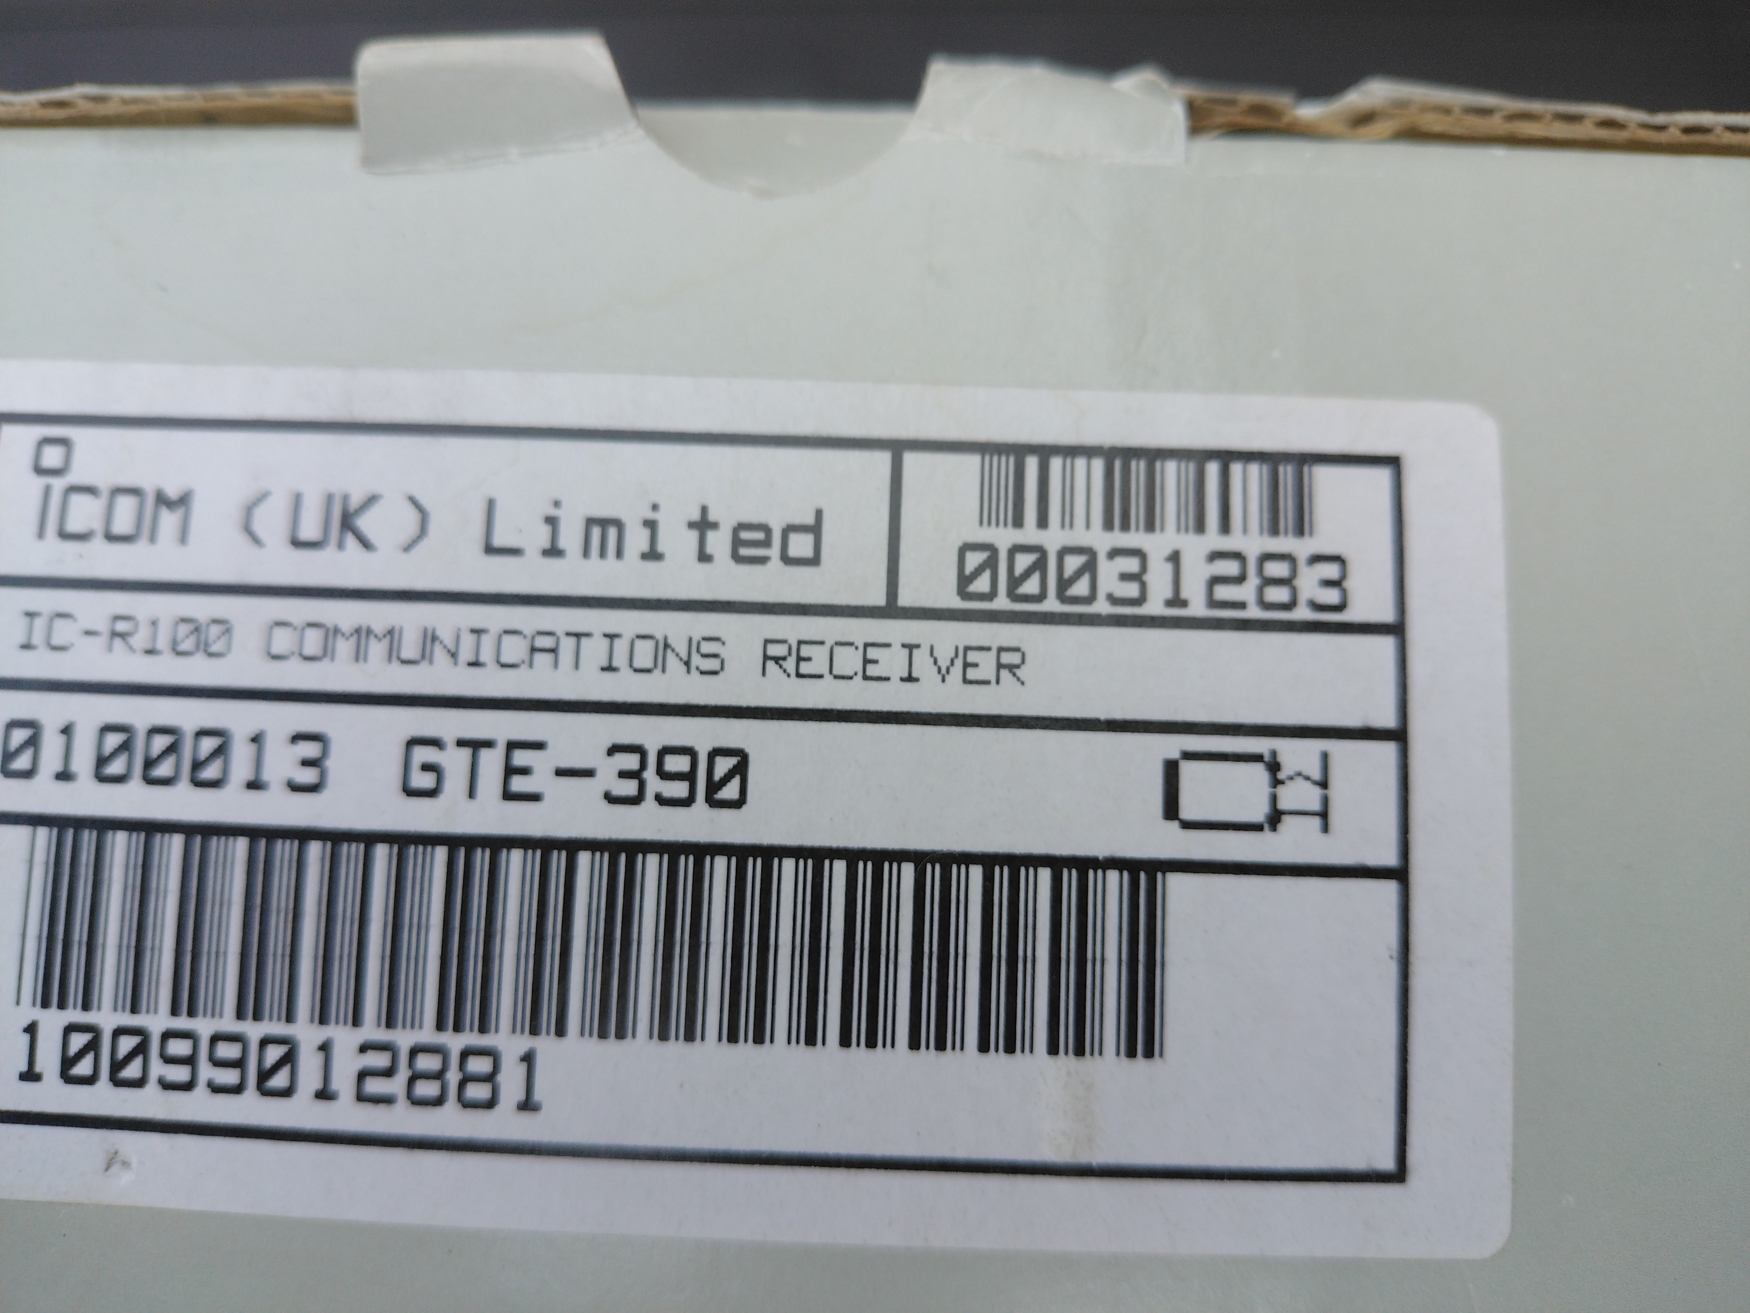 ICOM (UK) Limited
00031283
IC-R100 COMMUNICATIONS RECEIVER
0100013 GTE-390
10099012881